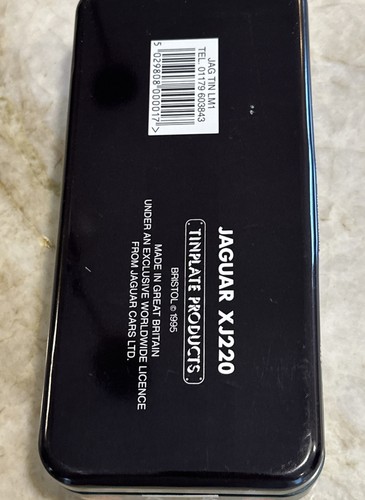 JAG TIN LM1
TEL. 01179 603843
5 029808 000017 >
JAGUAR XJ220
TINPLATE PRODUCTS
BRISTOL © 1995
MADE IN GREAT BRITAIN
UNDER AN EXCLUSIVE WORLDWIDE LICENCE
FROM JAGUAR CARS LTD.